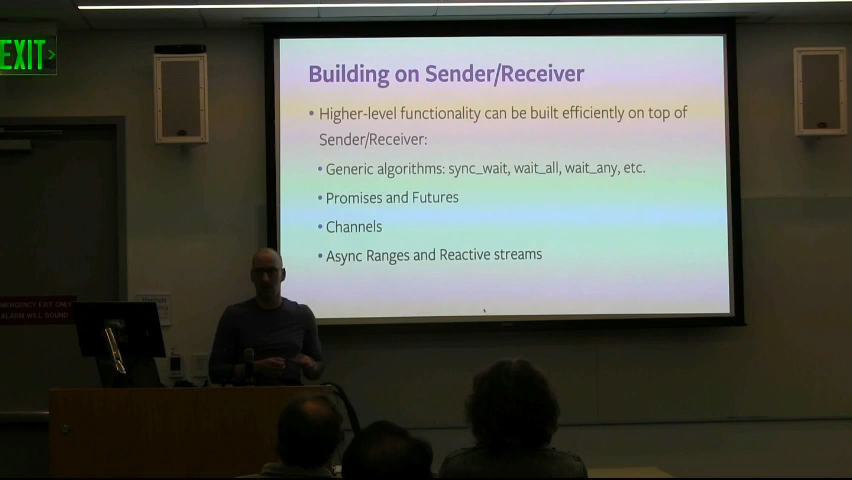 EXIT
Building on Sender/Receiver
• Higher-level functionality can be built efficiently on top of
Sender/Receiver:
• Generic algorithms: sync_wait, wait_all, wait_any, etc.
• Promises and Futures
• Channels
• Async Ranges and Reactive streams
EMERGENCY EXIT ONLY
ALARM WILL SOUND